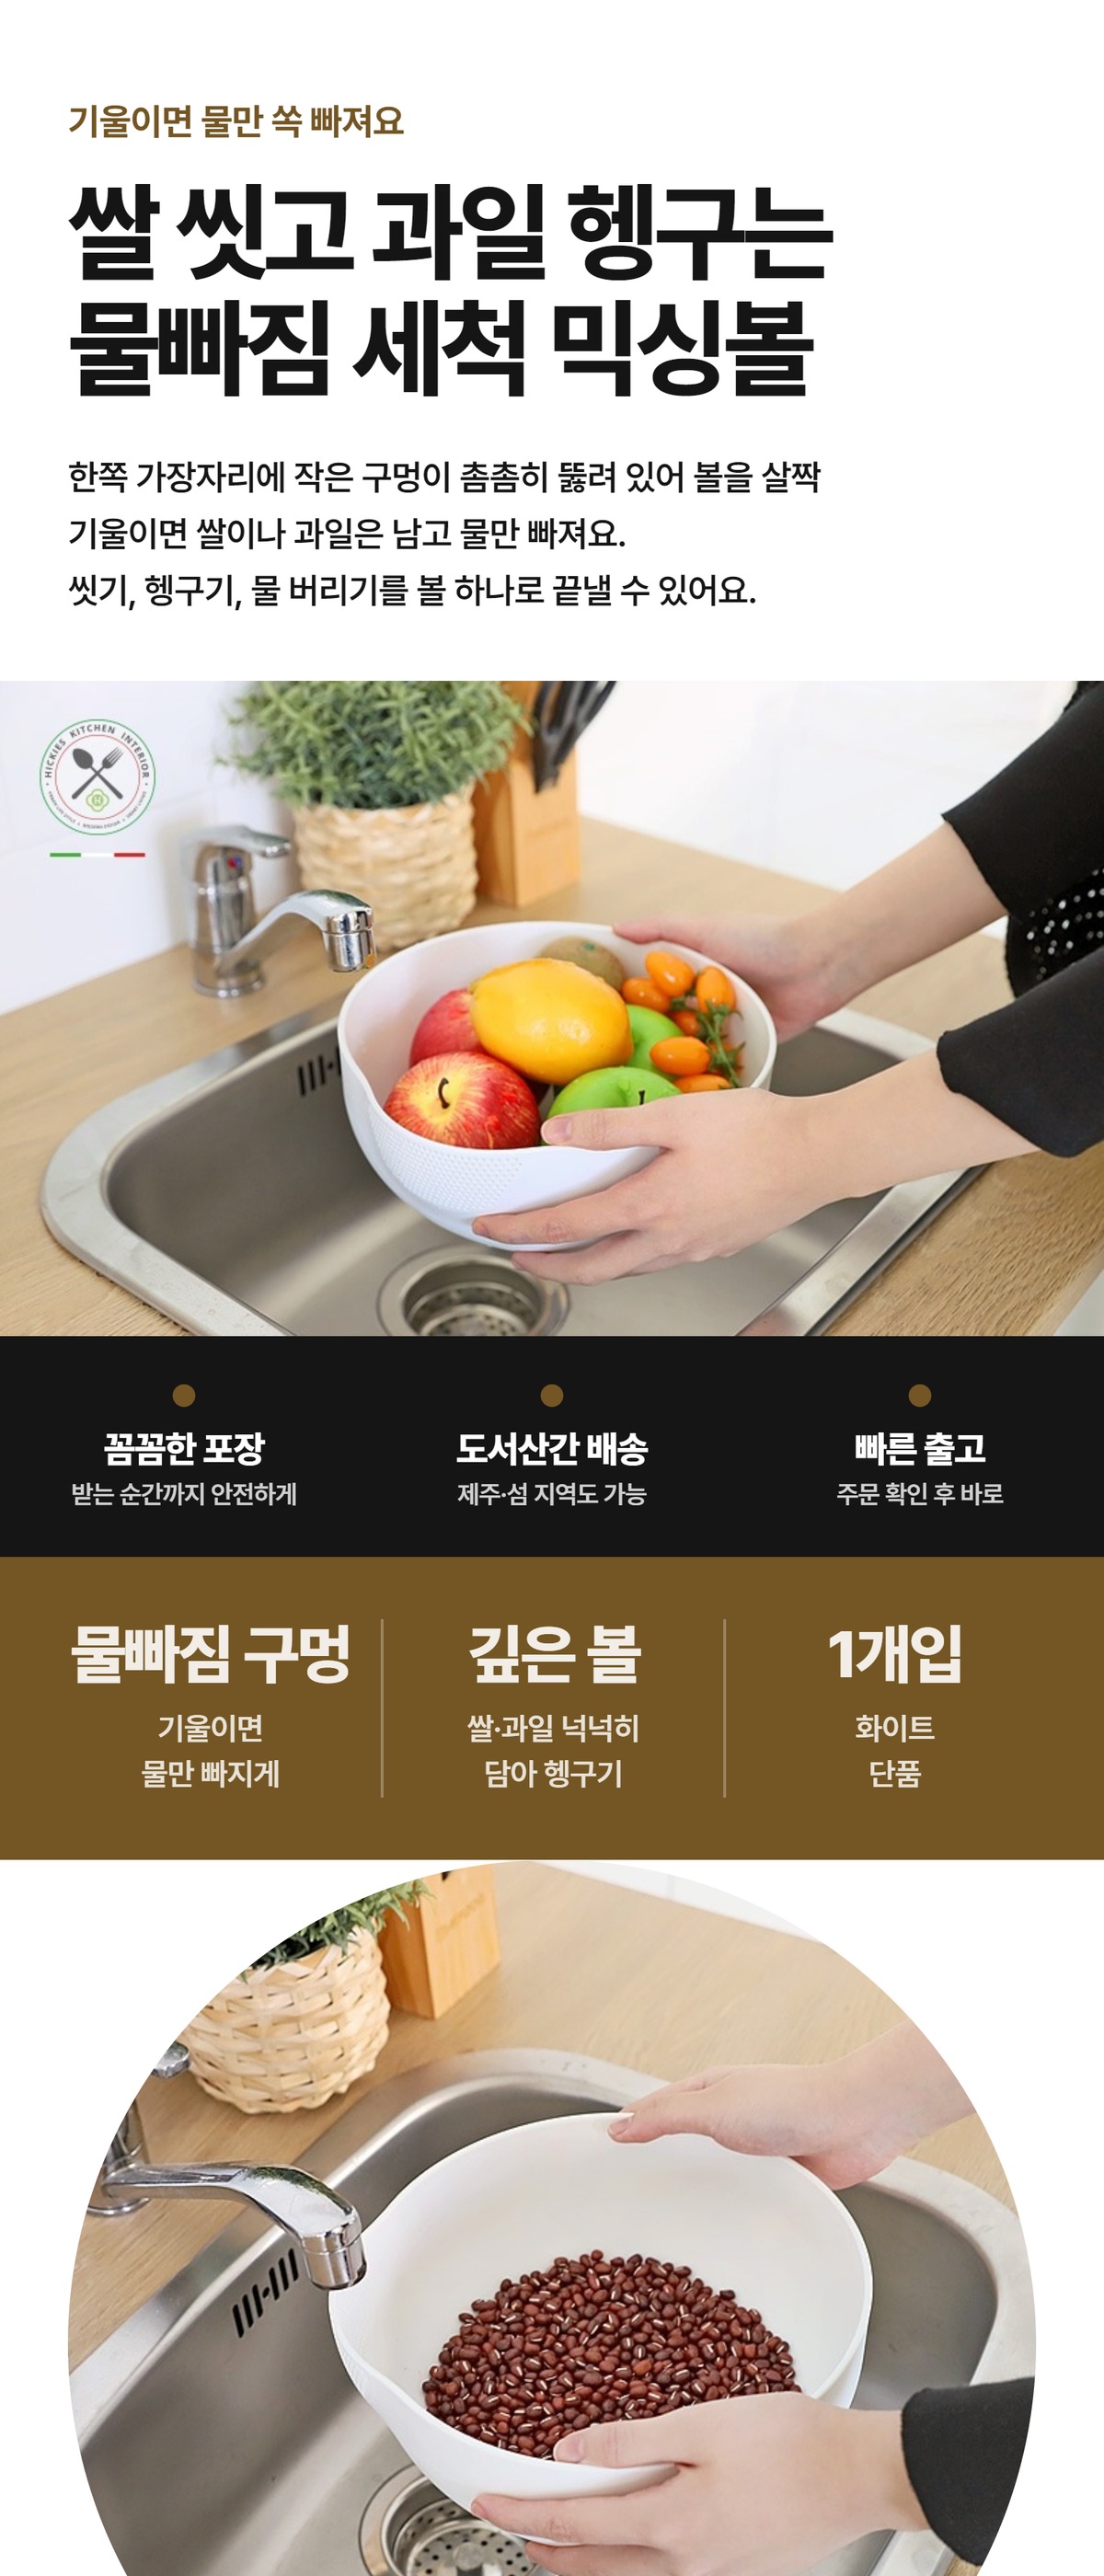 기울이면 물만 쏙 빠져요
쌀 씻고 과일 헹구는
물빠짐 세척 믹싱볼
한쪽 가장자리에 작은 구멍이 촘촘히 뚫려 있어 볼을 살짝
기울이면 쌀이나 과일은 남고 물만 빠져요.
씻기, 헹구기, 물 버리기를 볼 하나로 끝낼 수 있어요.
HICKIES KITCHEN INTERIOR
꼼꼼한 포장
받는 순간까지 안전하게
도서산간 배송
제주·섬 지역도 가능
빠른 출고
주문 확인 후 바로
물빠짐 구멍
기울이면
물만 빠지게
깊은 볼
쌀·과일 넉넉히
담아 헹구기
1개입
화이트
단품